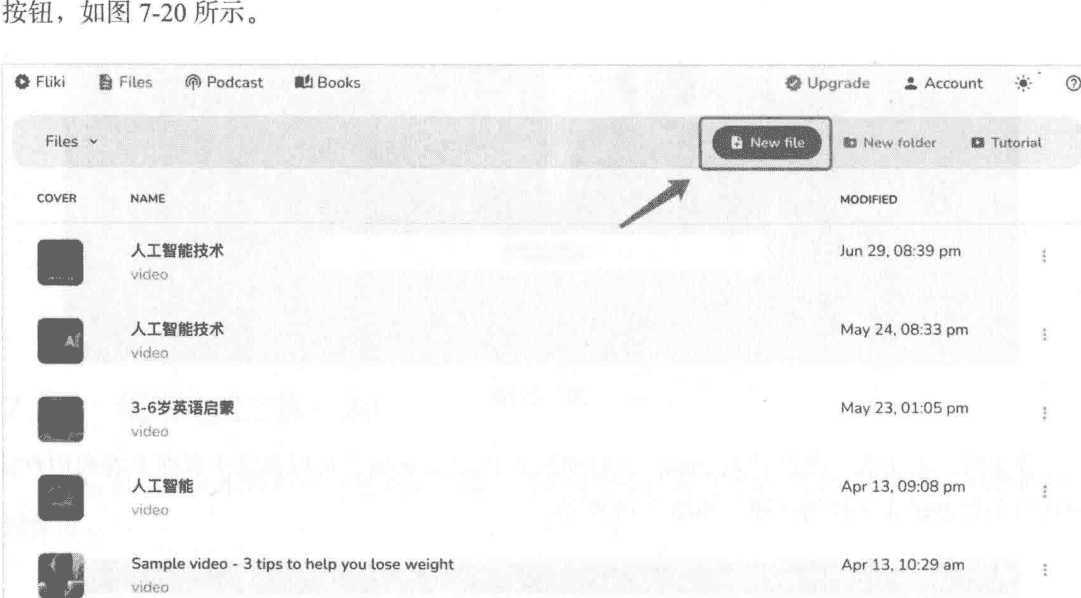 按钮，如图 7-20 所示。
Fliki Files Podcast Books Upgrade Account
Files New file New folder Tutorial
COVER NAME MODIFIED
人工智能技术 Jun 29, 08:39 pm
video
AI 人工智能技术 May 24, 08:33 pm
video
3-6岁英语启蒙 May 23, 01:05 pm
video
人工智能 Apr 13, 09:08 pm
video
Sample video - 3 tips to help you lose weight Apr 13, 10:29 am
video